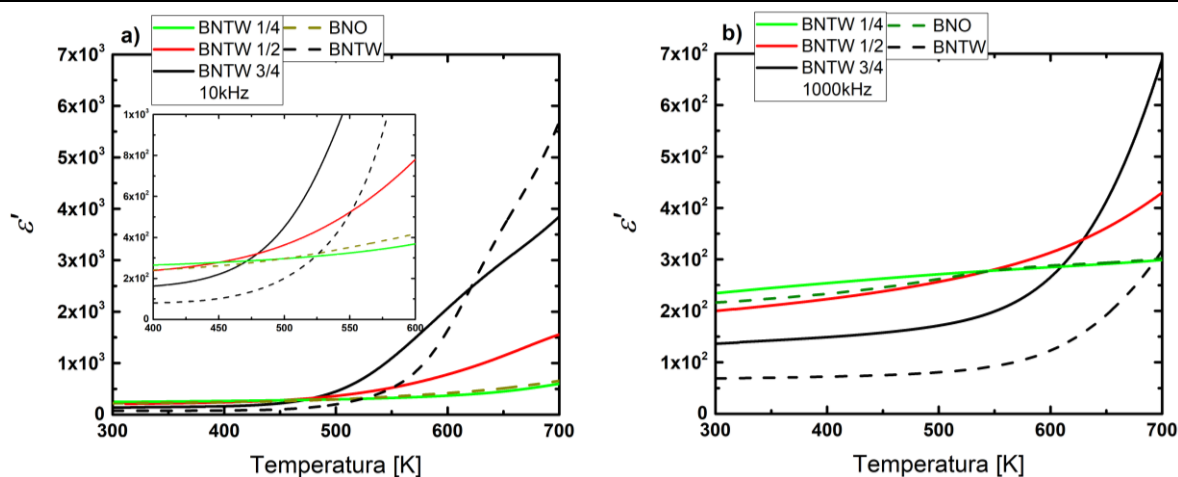 a)
BNTW 1/4
BNTW 1/2
BNTW 3/4
10kHz
BNO
BNTW
7x10³
6x10³
5x10³
4x10³
3x10³
2x10³
1x10³
0
ε'
1x10³
8x10²
6x10²
4x10²
2x10²
0
400 450 500 550 600
300 400 500 600 700
Temperatura [K]
b)
BNTW 1/4
BNTW 1/2
BNTW 3/4
1000kHz
BNO
BNTW
7x10²
6x10²
5x10²
4x10²
3x10²
2x10²
1x10²
0
ε'
300 400 500 600 700
Temperatura [K]